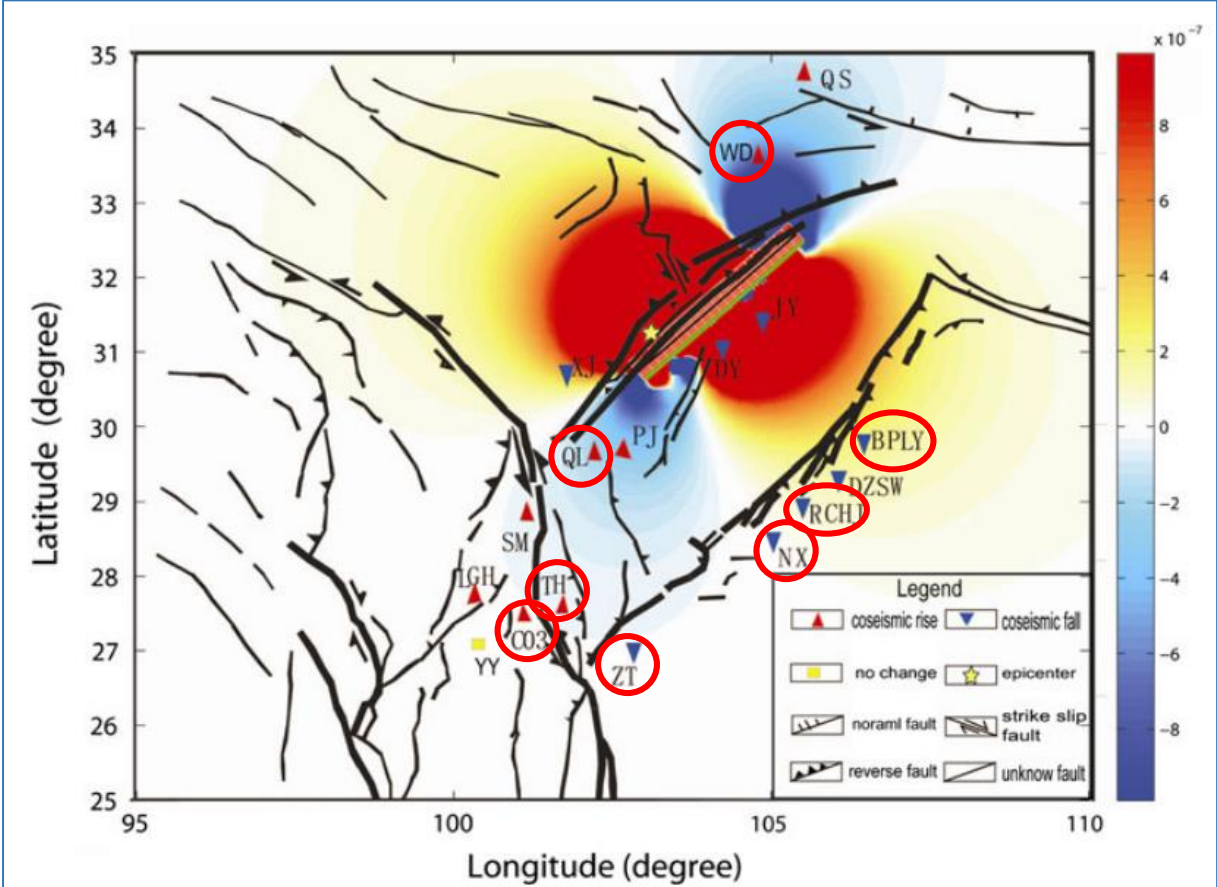 x 10 −7
35
34
33
32
31
30
29
28
27
26
25
95
100
105
110
Latitude (degree)
Longitude (degree)
8
6
4
2
0
−2
−4
−6
−8
QS
WD
JY
XJ
DY
PJ
QL
BPLY
DZSW
RCHJ
NX
SM
LGH
TH
C03
YY
ZT
Legend
coseismic rise
coseismic fall
no change
epicenter
noraml fault
strike slip
fault
reverse fault
unknow fault